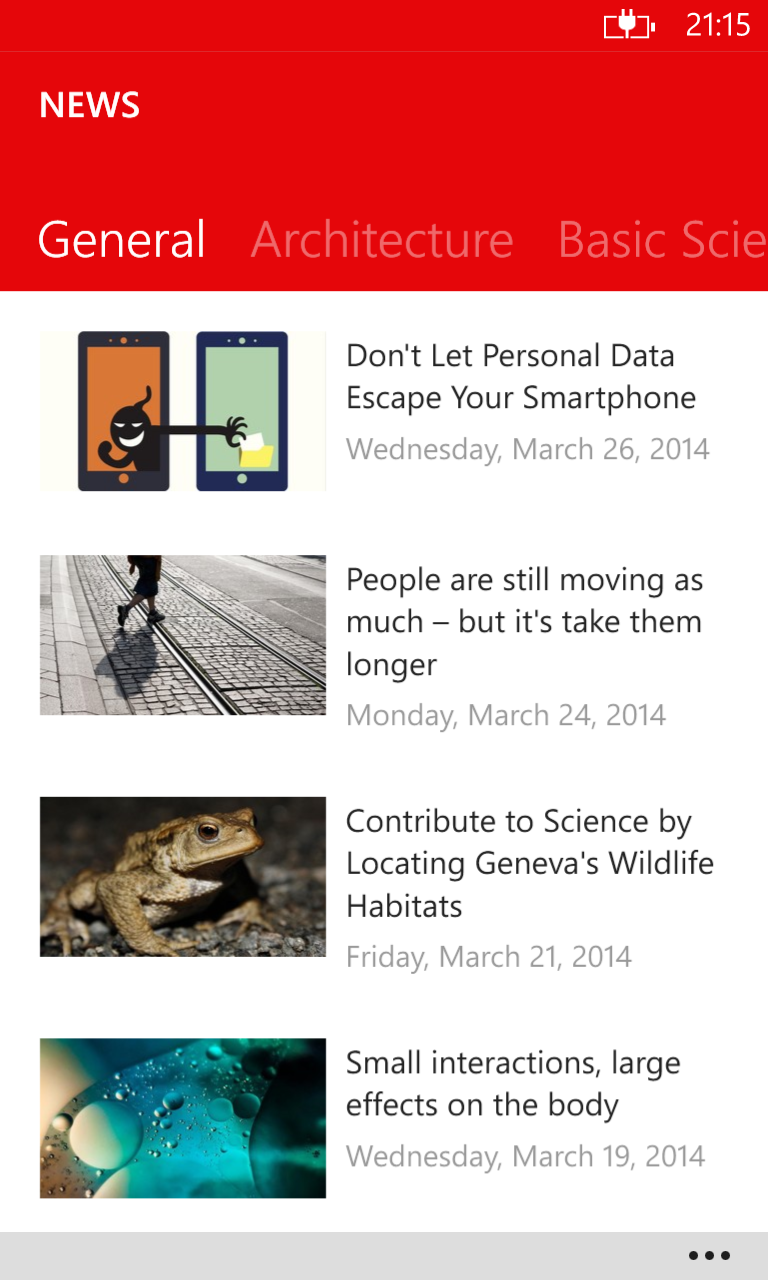 21:15
NEWS
General Architecture Basic Scie
Don't Let Personal Data
Escape Your Smartphone
Wednesday, March 26, 2014
People are still moving as
much – but it's take them
longer
Monday, March 24, 2014
Contribute to Science by
Locating Geneva's Wildlife
Habitats
Friday, March 21, 2014
Small interactions, large
effects on the body
Wednesday, March 19, 2014